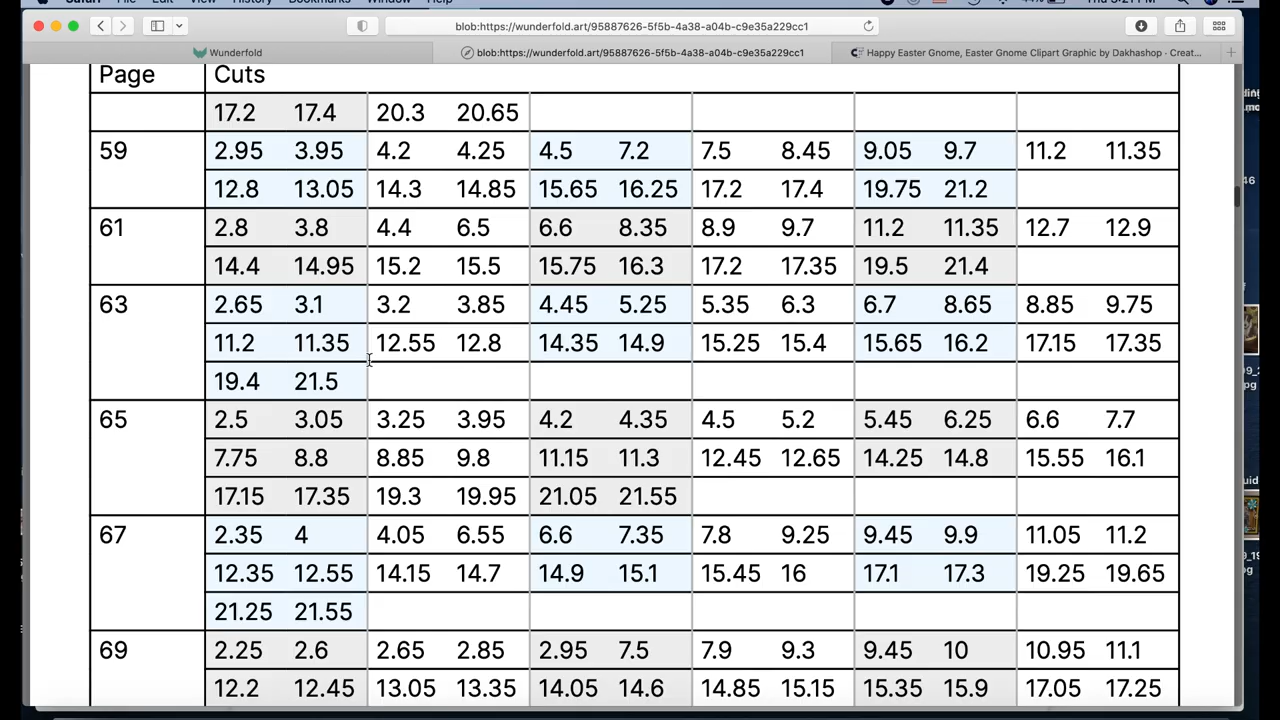 blob:https://wunderfold.art/95887626-5f5b-4a38-a4d6-c9e35a229cc1
Wunderfold
blob:https://wunderfold.art/95887626-5f5b-4a38-a4d6-c9e35a229cc1
Happy Easter Gnome, Easter Gnome Clipart Graphic by Dakhashop · Creat...
Page Cuts
17.2 17.4 20.3 20.65
59 2.95 3.95 4.2 4.25 4.5 7.2 7.5 8.45 9.05 9.7 11.2 11.35
12.8 13.05 14.3 14.85 15.65 16.25 17.2 17.4 19.75 21.2
61 2.8 3.8 4.4 6.5 6.6 8.35 8.9 9.7 11.2 11.35 12.7 12.9
14.4 14.95 15.2 15.5 15.75 16.3 17.2 17.35 19.5 21.4
63 2.65 3.1 3.2 3.85 4.45 5.25 5.35 6.3 6.7 8.65 8.85 9.75
11.2 11.35 12.55 12.8 14.35 14.9 15.25 15.4 15.65 16.2 17.15 17.35
19.4 21.5
65 2.5 3.05 3.25 3.95 4.2 4.35 4.5 5.2 5.45 6.25 6.6 7.7
7.75 8.8 8.85 9.8 11.15 11.3 12.45 12.65 14.25 14.8 15.55 16.1
17.15 17.35 19.3 19.95 21.05 21.55
67 2.35 4 4.05 6.55 6.6 7.35 7.8 9.25 9.45 9.9 11.05 11.2
12.35 12.55 14.15 14.7 14.9 15.1 15.45 16 17.1 17.3 19.25 19.65
21.25 21.55
69 2.25 2.6 2.65 2.85 2.95 7.5 7.9 9.3 9.45 10 10.95 11.1
12.2 12.45 13.05 13.35 14.05 14.6 14.85 15.15 15.35 15.9 17.05 17.25